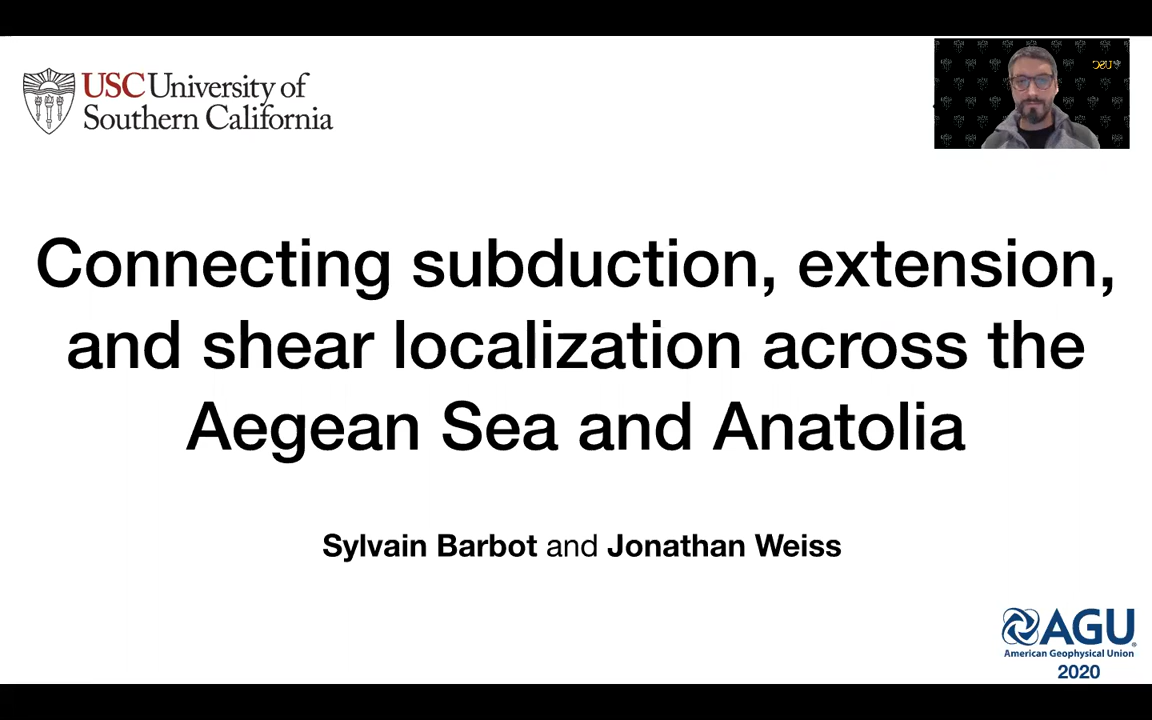 USC University of
Southern California
USC
Connecting subduction, extension,
and shear localization across the
Aegean Sea and Anatolia
Sylvain Barbot and Jonathan Weiss
AGU
American Geophysical Union
2020